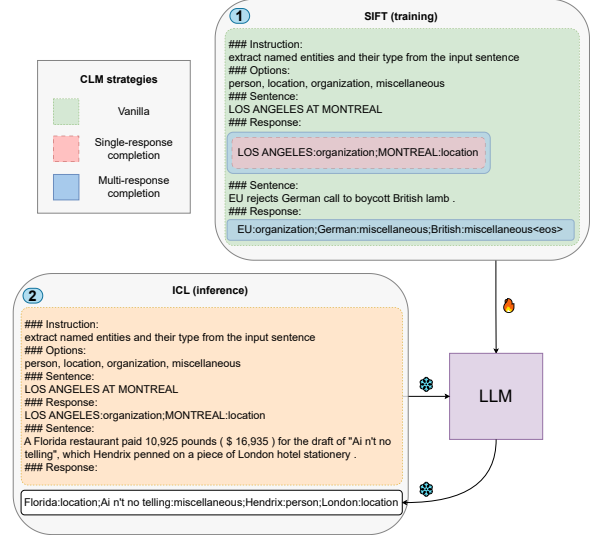 1
SIFT (training)
### Instruction:
extract named entities and their type from the input sentence
### Options:
person, location, organization, miscellaneous
### Sentence:
LOS ANGELES AT MONTREAL
### Response:
LOS ANGELES:organization;MONTREAL:location
### Sentence:
EU rejects German call to boycott British lamb .
### Response:
EU:organization;German:miscellaneous;British:miscellaneous<eos>
CLM strategies
Vanilla
Single-response
completion
Multi-response
completion
2
ICL (inference)
### Instruction:
extract named entities and their type from the input sentence
### Options:
person, location, organization, miscellaneous
### Sentence:
LOS ANGELES AT MONTREAL
### Response:
LOS ANGELES:organization;MONTREAL:location
### Sentence:
A Florida restaurant paid 10,925 pounds ( $ 16,935 ) for the draft of "Ai n't no
telling", which Hendrix penned on a piece of London hotel stationery .
### Response:
Florida:location;Ai n't no telling:miscellaneous;Hendrix:person;London:location
LLM